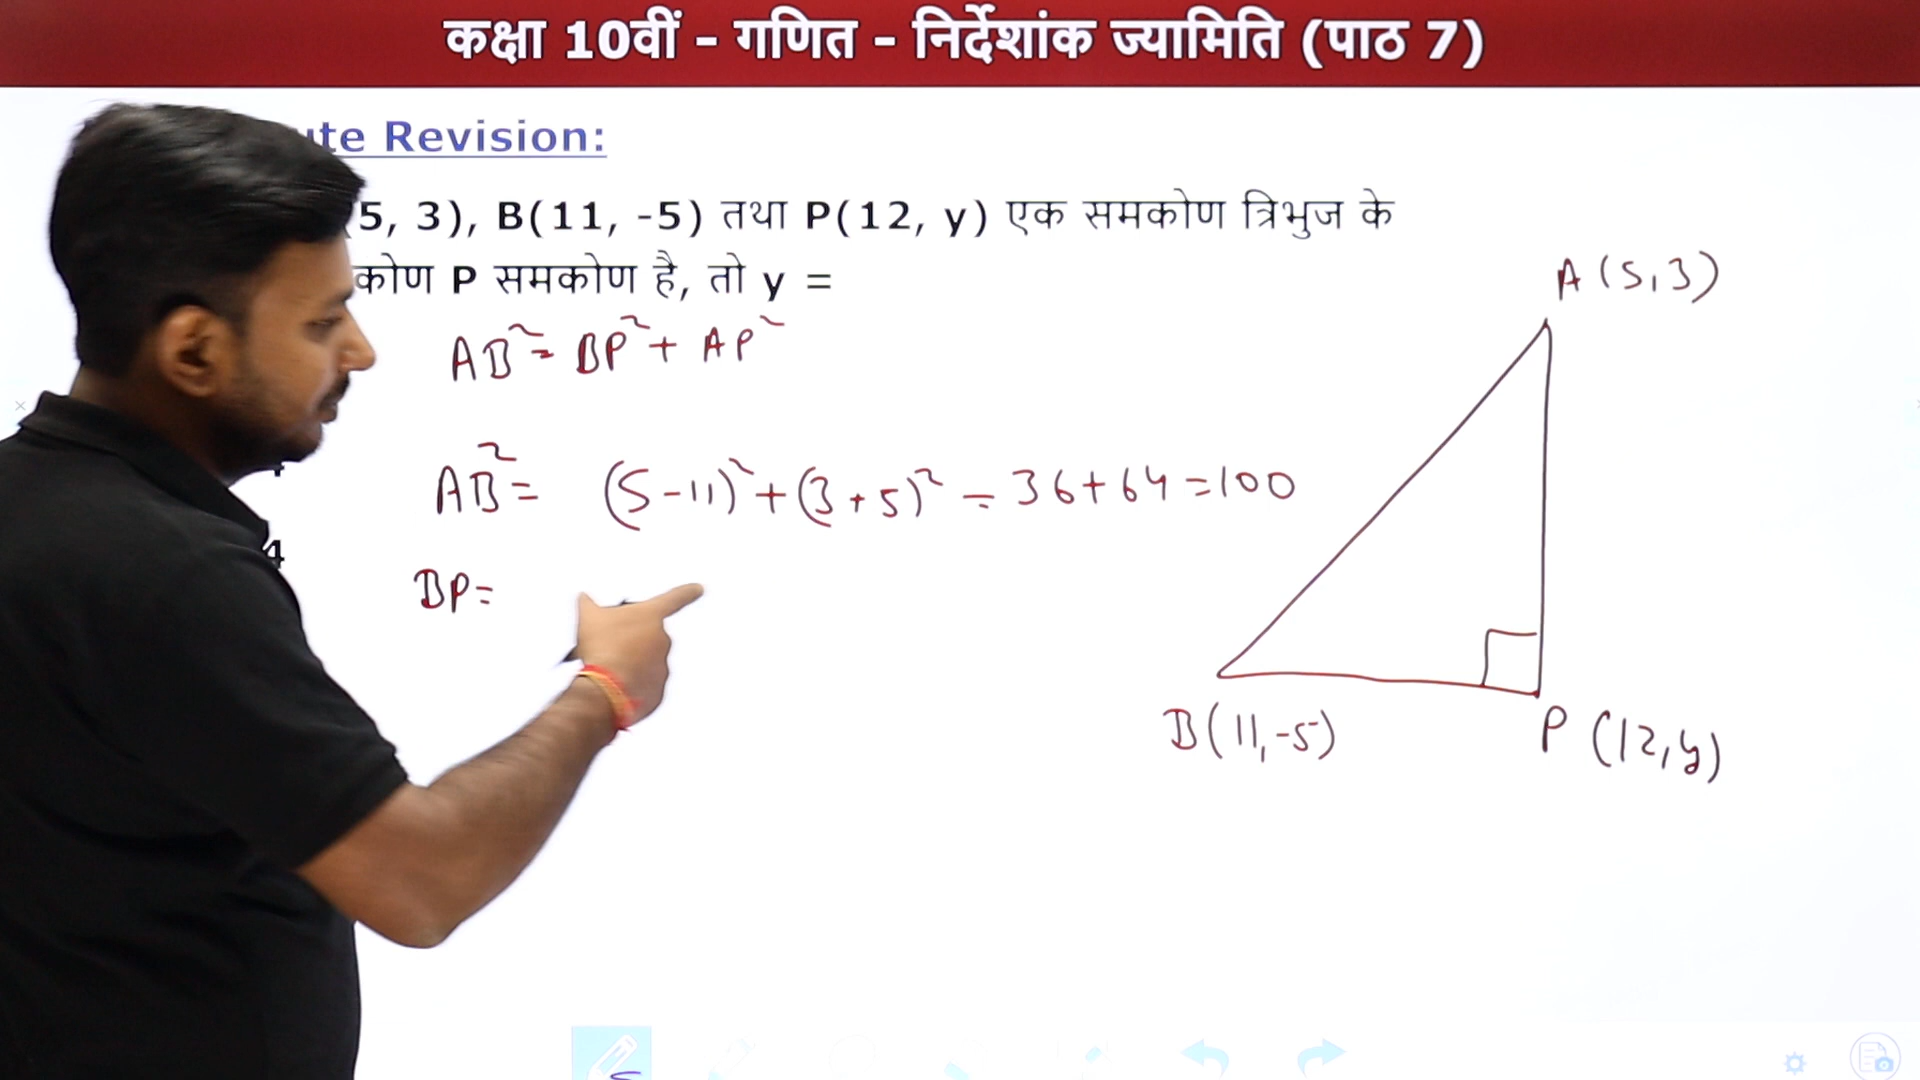 कक्षा 10वीं - गणित - निर्देशांक ज्यामिति (पाठ 7)
Revision:
5, 3), B(11, -5) तथा P(12, y) एक समकोण त्रिभुज के
कोण P समकोण है, तो y =
A (5,3)
AB² = BP² + AP²
AB² = (5-11)² + (3+5)² = 36+64 = 100
4
BP=
B(11,-5)
P (12,y)